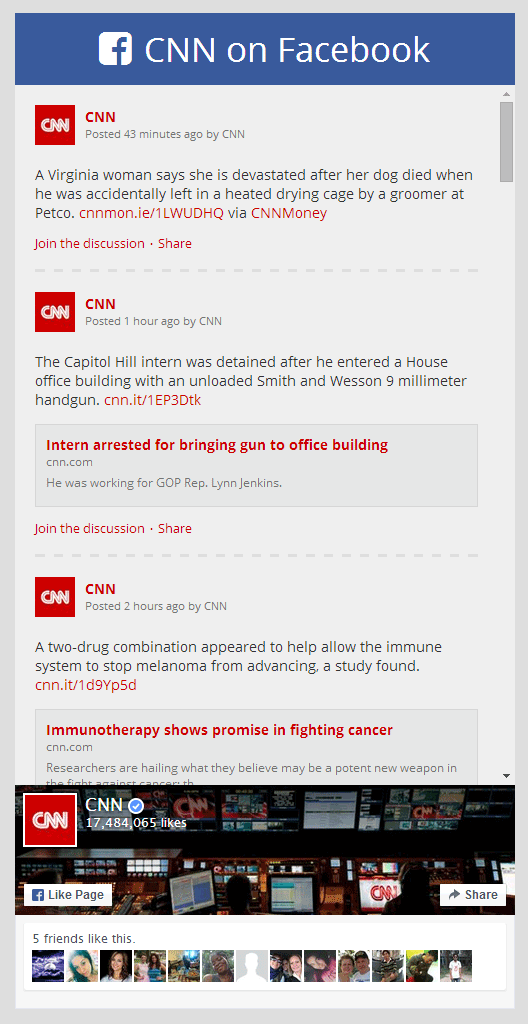 CNN on Facebook
CNN
CNN
Posted 43 minutes ago by CNN
A Virginia woman says she is devastated after her dog died when
he was accidentally left in a heated drying cage by a groomer at
Petco. cnnmon.ie/1LWUDHQ via CNNMoney
Join the discussion · Share
CNN
CNN
Posted 1 hour ago by CNN
The Capitol Hill intern was detained after he entered a House
office building with an unloaded Smith and Wesson 9 millimeter
handgun. cnn.it/1EP3Dtk
Intern arrested for bringing gun to office building
cnn.com
He was working for GOP Rep. Lynn Jenkins.
Join the discussion · Share
CNN
CNN
Posted 2 hours ago by CNN
A two-drug combination appeared to help allow the immune
system to stop melanoma from advancing, a study found.
cnn.it/1d9Yp5d
Immunotherapy shows promise in fighting cancer
cnn.com
Researchers are hailing what they believe may be a potent new weapon in
the fight against cancer: th
CNN
CNN
17,484,065 likes
CNN
Like Page
Share
5 friends like this.